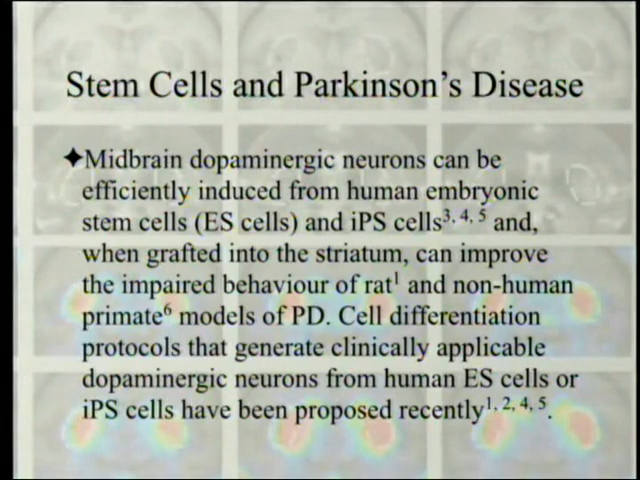 Stem Cells and Parkinson's Disease
✦Midbrain dopaminergic neurons can be
efficiently induced from human embryonic
stem cells (ES cells) and iPS cells3, 4, 5 and,
when grafted into the striatum, can improve
the impaired behaviour of rat1 and non-human
primate6 models of PD. Cell differentiation
protocols that generate clinically applicable
dopaminergic neurons from human ES cells or
iPS cells have been proposed recently1, 2, 4, 5.